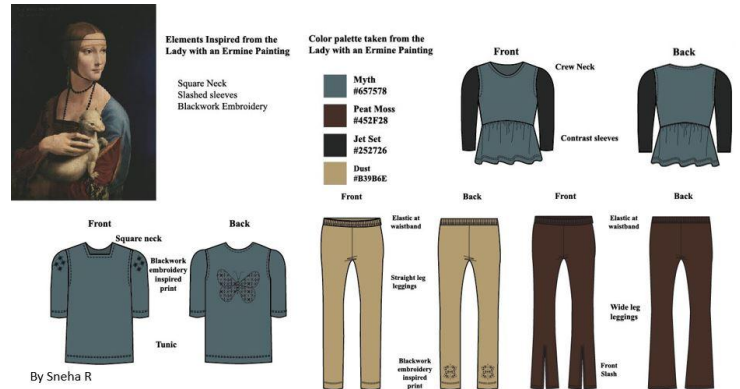 Elements Inspired from the
Lady with an Ermine Painting
Square Neck
Slashed sleeves
Blackwork Embroidery
Color palette taken from the
Lady with an Ermine Painting
Myth
#657578
Peat Moss
#452F28
Jet Set
#252726
Dust
#B39B6E
Front
Back
Crew Neck
Contrast sleeves
Front
Back
Square neck
Blackwork
embroidery
inspired
print
Tunic
Front
Back
Elastic at
waistband
Straight leg
leggings
Blackwork
embroidery
inspired
print
Front
Back
Elastic at
waistband
Wide leg
leggings
Front
Slash
By Sneha R